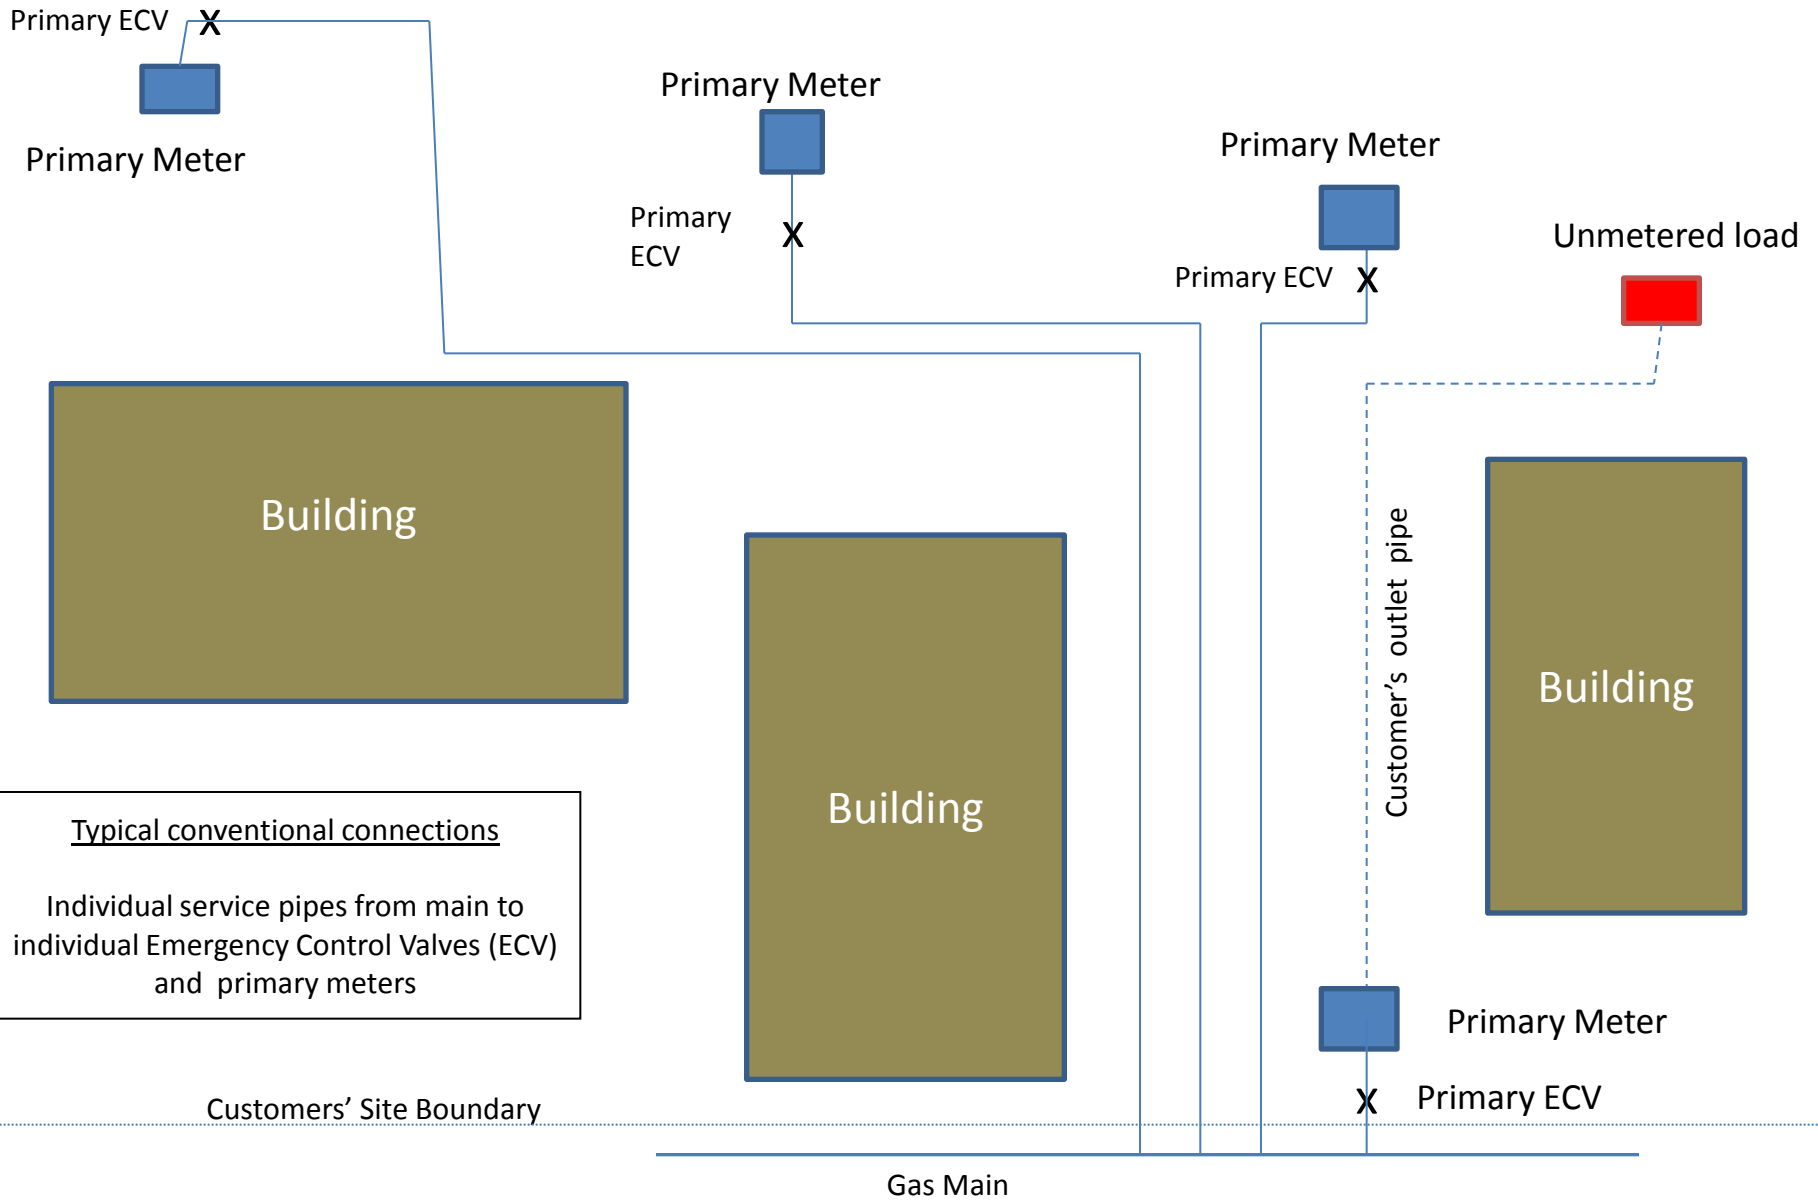 Primary ECV X
Primary Meter
Primary Meter
Primary
ECV
X
Primary Meter
Primary ECV X
Unmetered load
Building
Building
Customer’s outlet pipe
Building
Typical conventional connections
Individual service pipes from main to
individual Emergency Control Valves (ECV)
and primary meters
Primary Meter
X Primary ECV
Customers’ Site Boundary
Gas Main